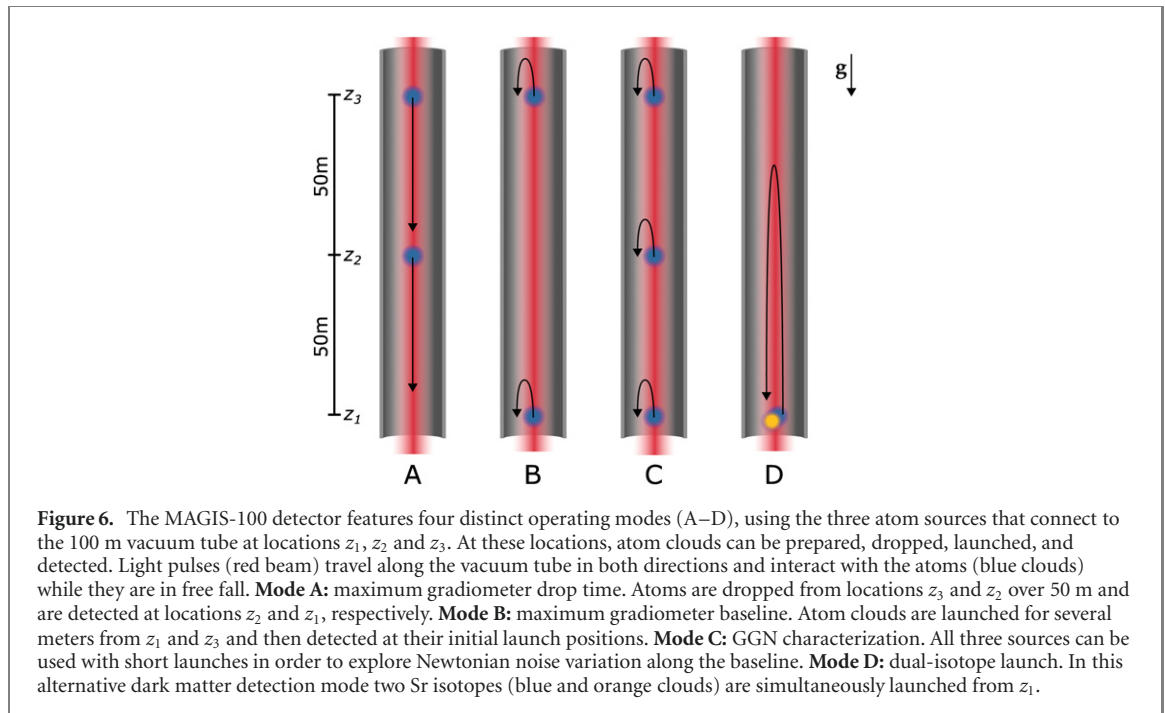 g
z3
50m
z2
50m
z1
A B C D
Figure 6. The MAGIS-100 detector features four distinct operating modes (A–D), using the three atom sources that connect to
the 100 m vacuum tube at locations z1, z2 and z3. At these locations, atom clouds can be prepared, dropped, launched, and
detected. Light pulses (red beam) travel along the vacuum tube in both directions and interact with the atoms (blue clouds)
while they are in free fall. Mode A: maximum gradiometer drop time. Atoms are dropped from locations z3 and z2 over 50 m and
are detected at locations z2 and z1, respectively. Mode B: maximum gradiometer baseline. Atom clouds are launched for several
meters from z1 and z3 and then detected at their initial launch positions. Mode C: GGN characterization. All three sources can be
used with short launches in order to explore Newtonian noise variation along the baseline. Mode D: dual-isotope launch. In this
alternative dark matter detection mode two Sr isotopes (blue and orange clouds) are simultaneously launched from z1.